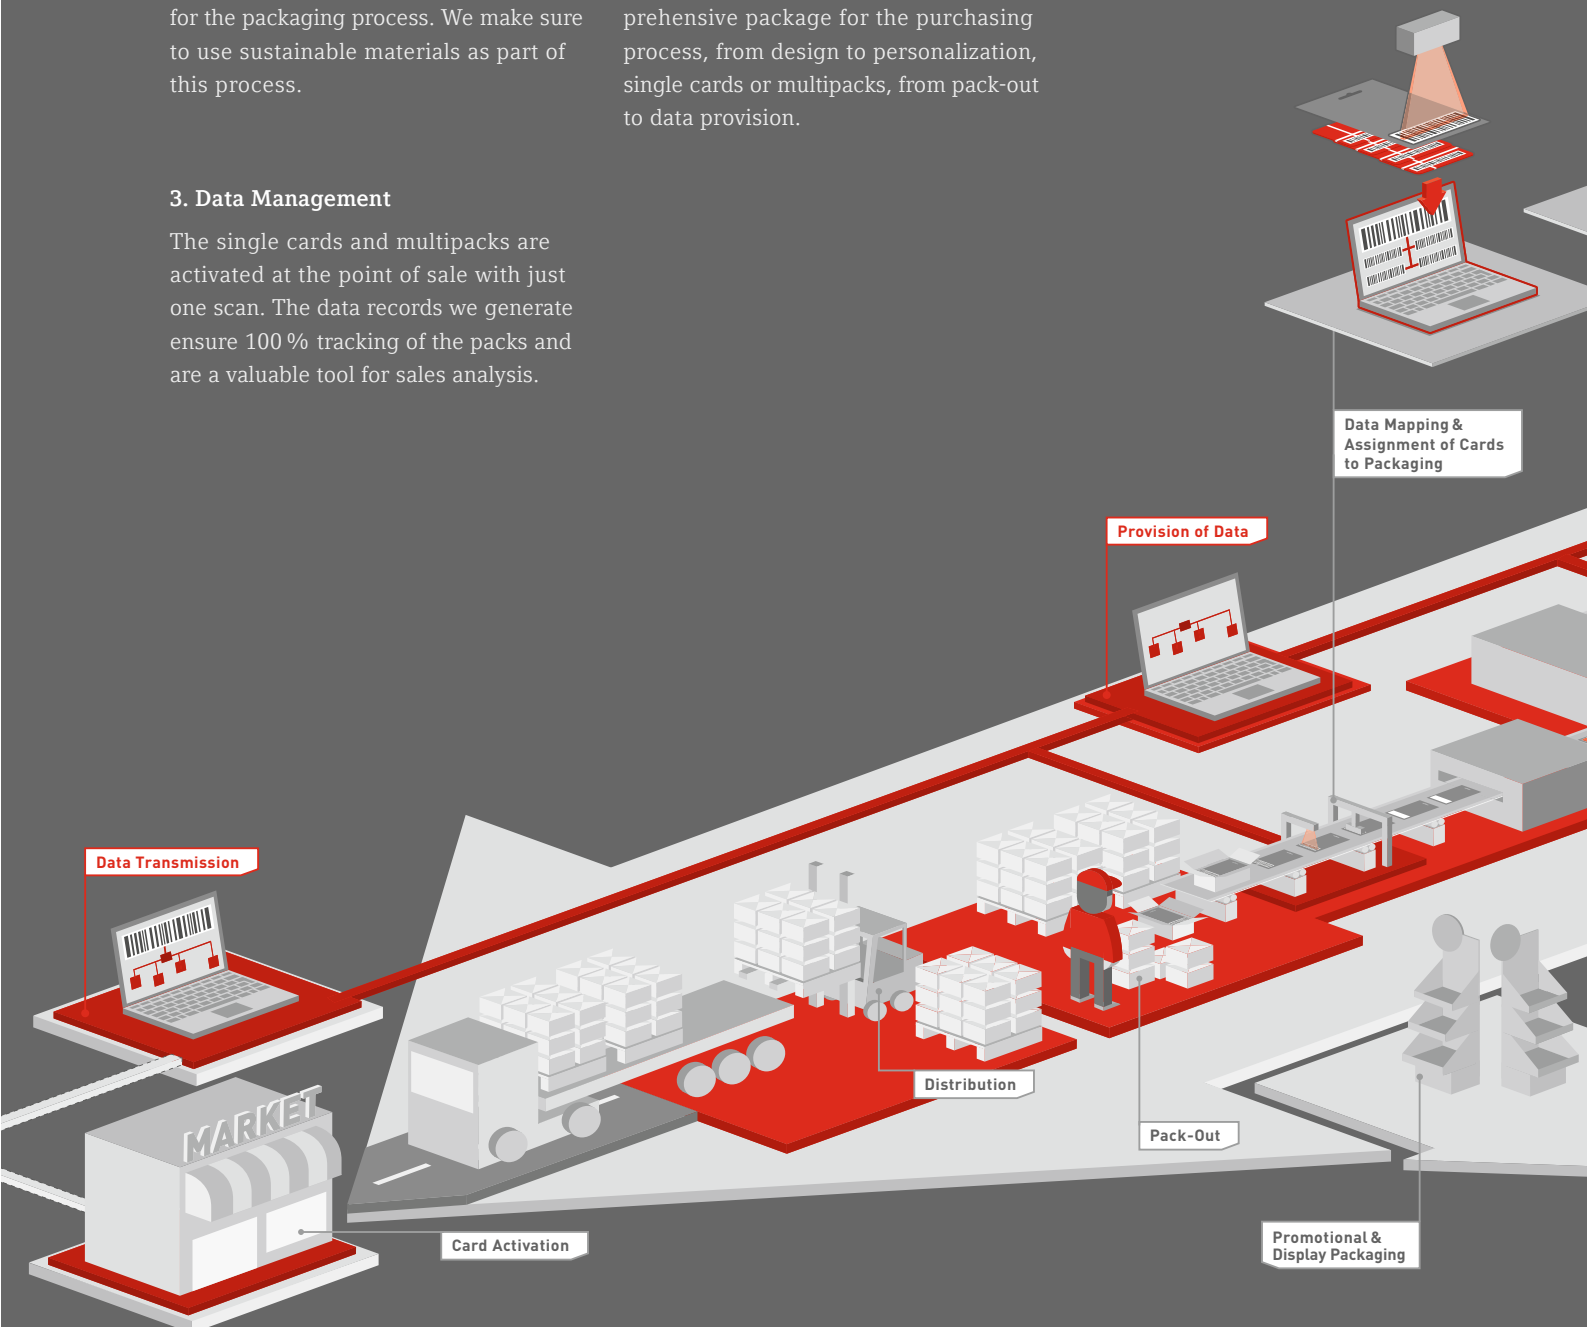 for the packaging process. We make sure
to use sustainable materials as part of
this process.
3. Data Management
The single cards and multipacks are
activated at the point of sale with just
one scan. The data records we generate
ensure 100 % tracking of the packs and
are a valuable tool for sales analysis.
prehensive package for the purchasing
process, from design to personalization,
single cards or multipacks, from pack-out
to data provision.
Data Mapping &
Assignment of Cards
to Packaging
Provision of Data
Data Transmission
Distribution
Pack-Out
MARKET
Card Activation
Promotional &
Display Packaging